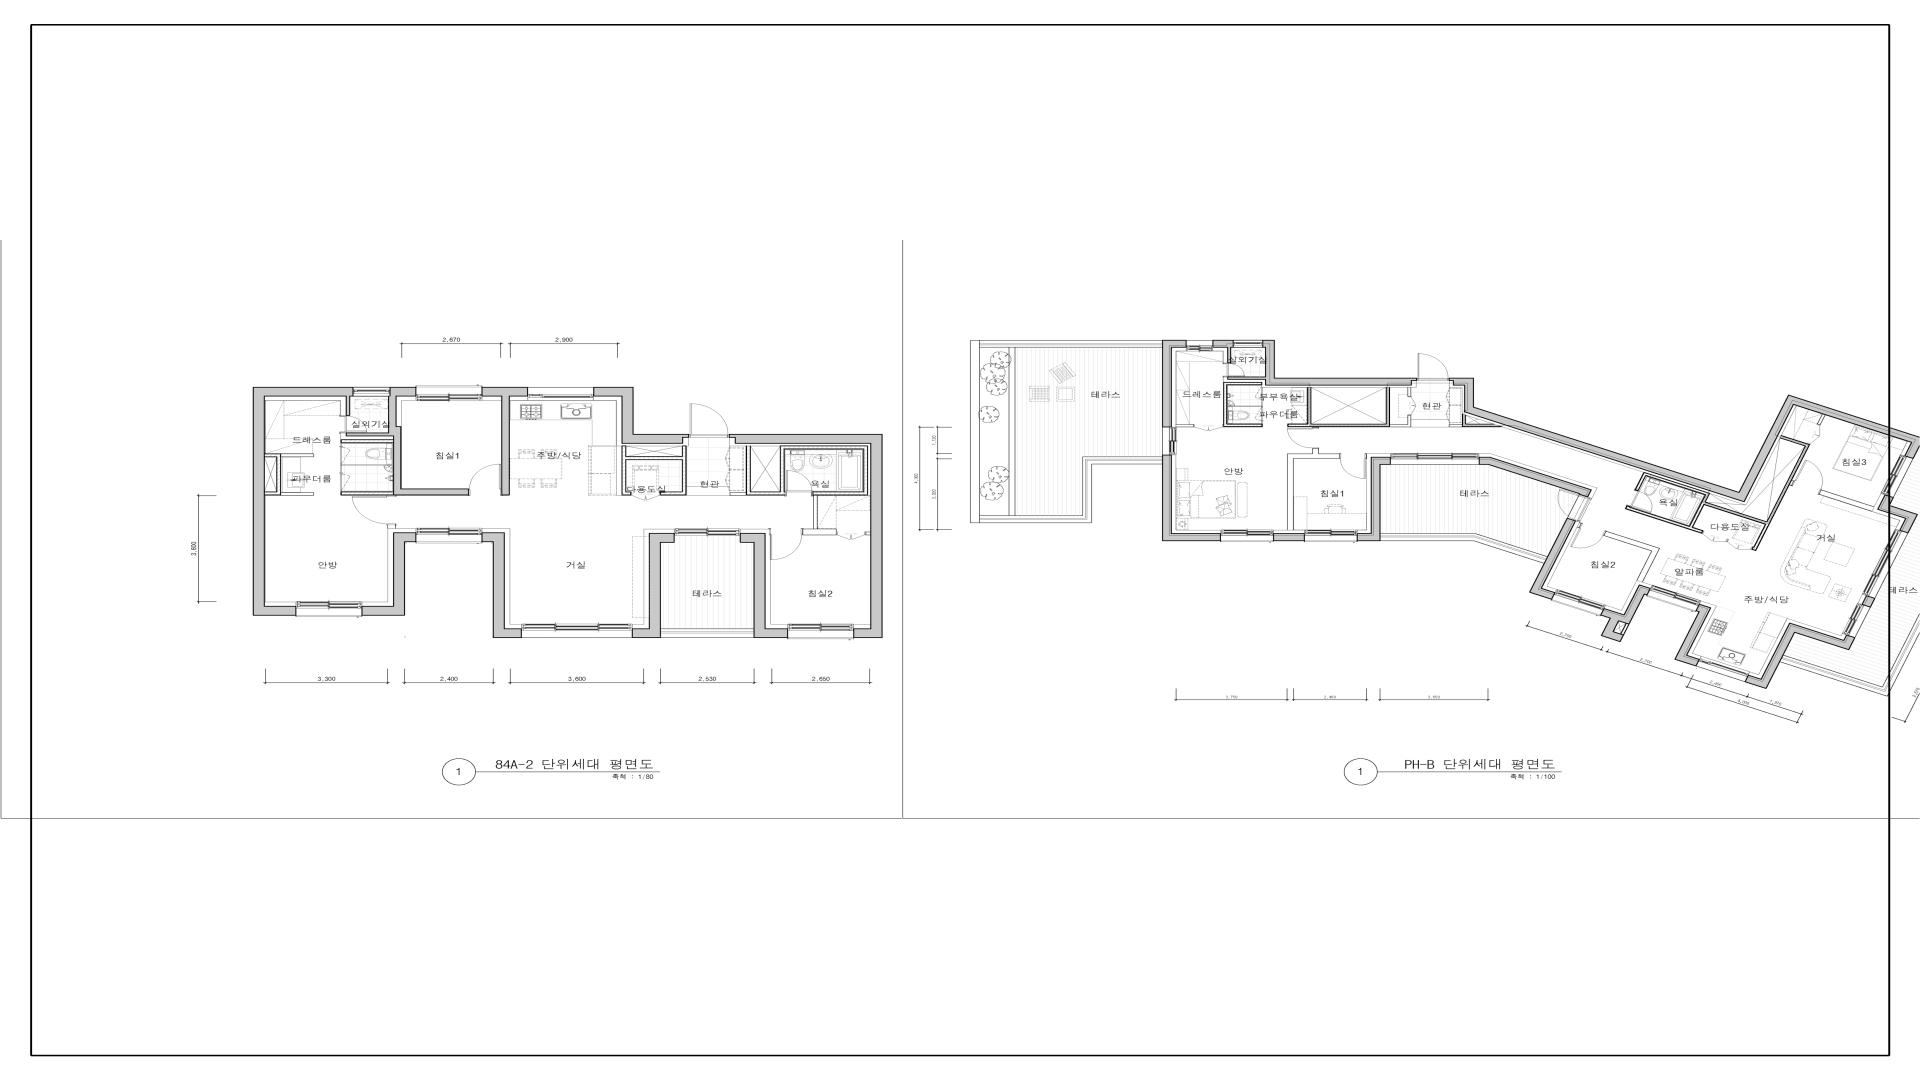 2,670
2,900
드레스룸
실외기실
침실1
주방/식당
파우더룸
다용도실
현관
욕실
3,600
안방
거실
테라스
침실2
3,300
2,400
3,600
2,530
2,650
1
84A-2 단위세대 평면도
축척 : 1/80
테라스
드레스룸
실외기실
부부욕실
파우더룸
현관
안방
침실1
테라스
욕실
다용도실
침실3
거실
침실2
알파룸
주방/식당
테라스
1
PH-B 단위세대 평면도
축척 : 1/100